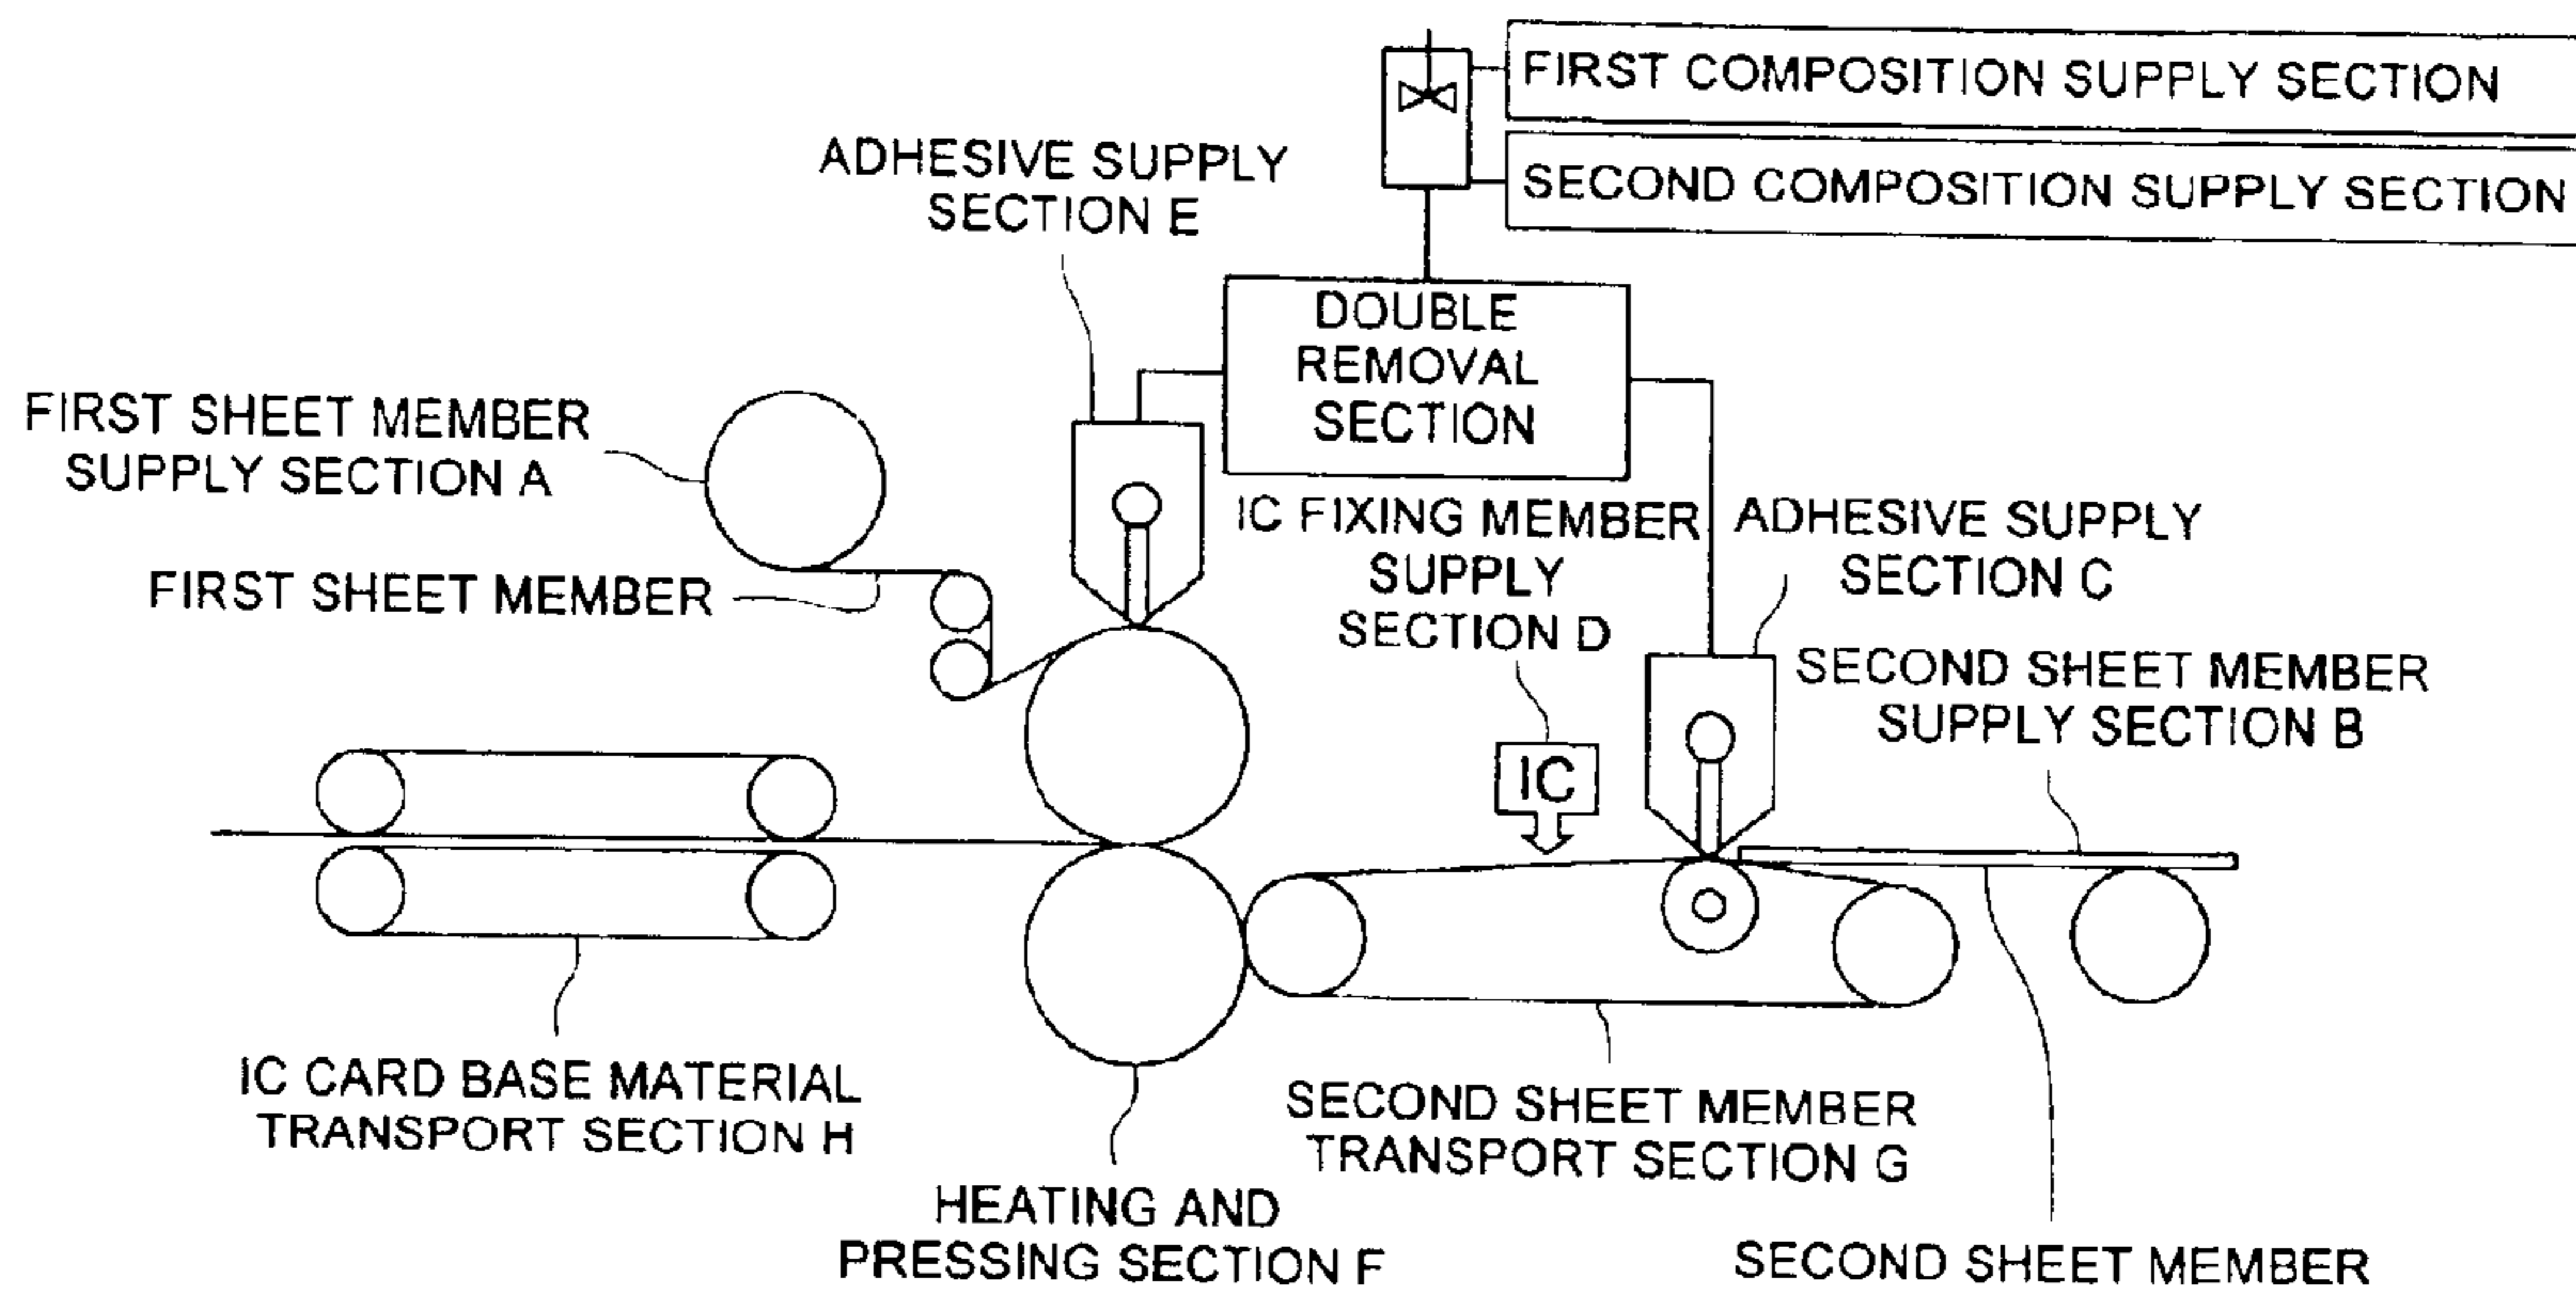 FIRST COMPOSITION SUPPLY SECTION
SECOND COMPOSITION SUPPLY SECTION
ADHESIVE SUPPLY
SECTION E
DOUBLE
REMOVAL
SECTION
FIRST SHEET MEMBER
SUPPLY SECTION A
FIRST SHEET MEMBER
IC FIXING MEMBER
SUPPLY
SECTION D
ADHESIVE SUPPLY
SECTION C
SECOND SHEET MEMBER
SUPPLY SECTION B
IC
IC CARD BASE MATERIAL
TRANSPORT SECTION H
HEATING AND
PRESSING SECTION F
SECOND SHEET MEMBER
TRANSPORT SECTION G
SECOND SHEET MEMBER